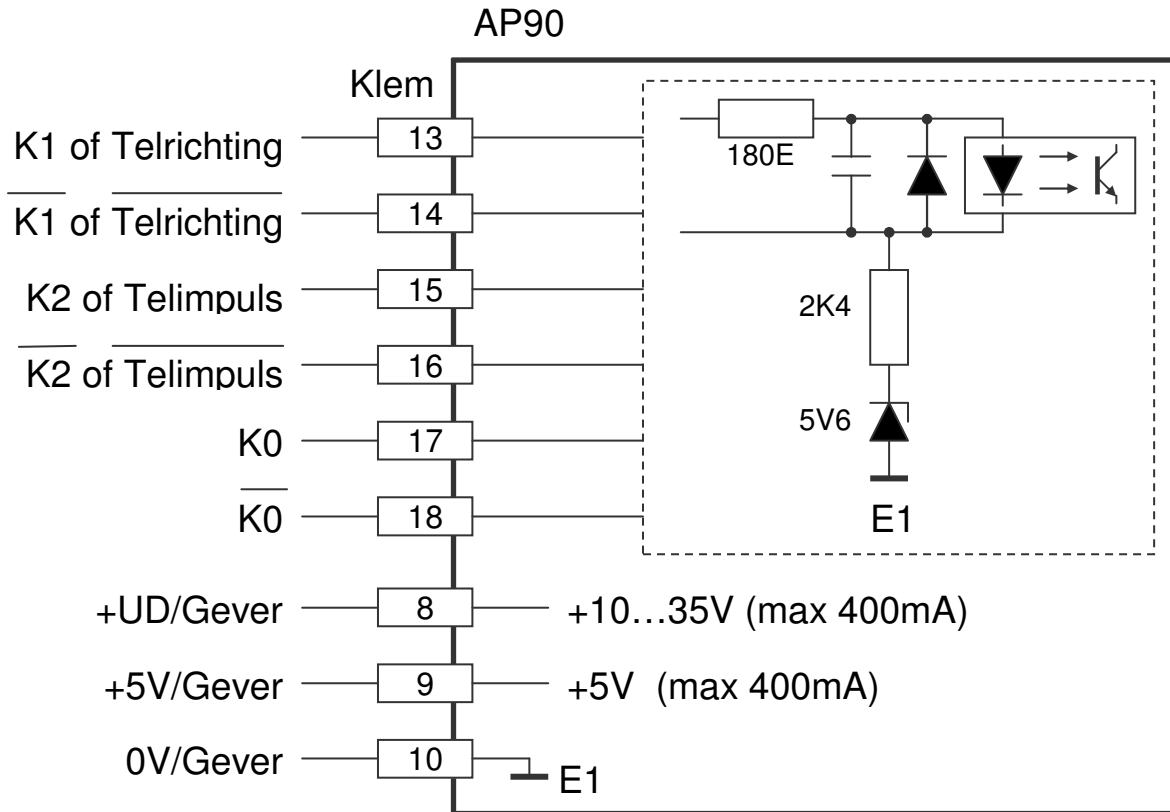 AP90
Klem
K1 of Telrichting 13
180E
K1 of Telrichting 14
K2 of Telimpuls 15
2K4
K2 of Telimpuls 16
5V6
K0 17
K0 18
E1
+UD/Gever 8 +10...35V (max 400mA)
+5V/Gever 9 +5V (max 400mA)
0V/Gever 10 E1